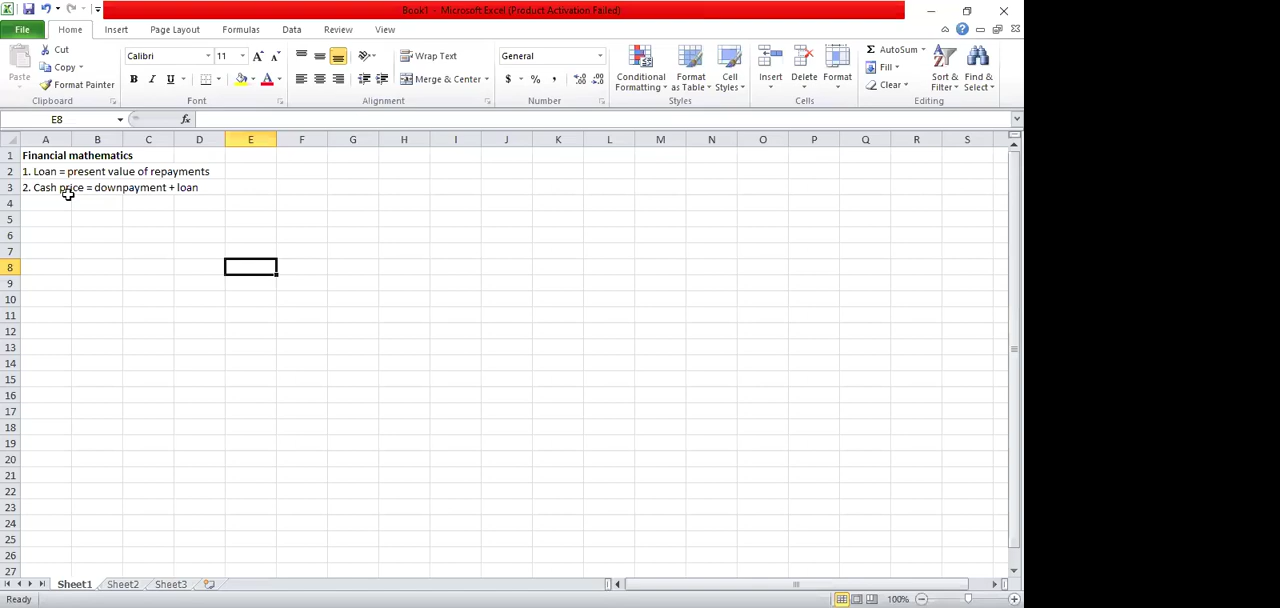 Book1 - Microsoft Excel (Product Activation Failed)
File Home Insert Page Layout Formulas Data Review View
Paste
Cut
Copy
Format Painter
Clipboard
Calibri 11
B I U
Font
Wrap Text
Merge & Center
Alignment
General
$ % ,
Number
Conditional Formatting
Format as Table
Cell Styles
Styles
Insert Delete Format
Cells
AutoSum
Fill
Clear
Sort & Filter
Find & Select
Editing
E8 fx
A B C D E F G H I J K L M N O P Q R S
1 Financial mathematics
2 1. Loan = present value of repayments
3 2. Cash price = downpayment + loan
4
5
6
7
8
9
10
11
12
13
14
15
16
17
18
19
20
21
22
23
24
25
26
27
Sheet1 Sheet2 Sheet3
Ready 100%